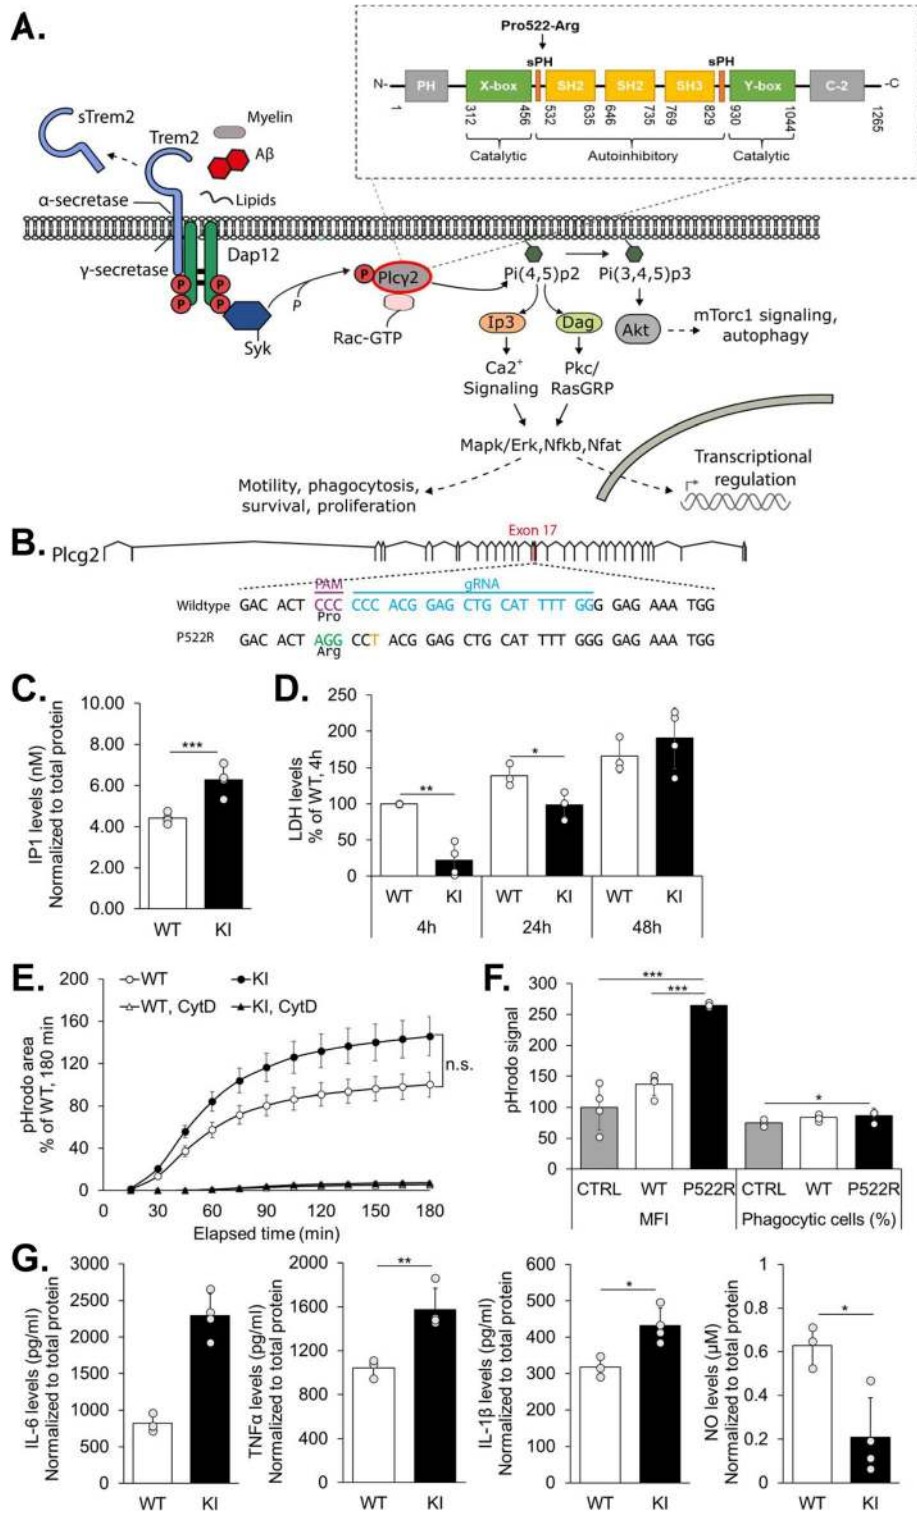 A.
Pro522-Arg
sPH
sPH
N-
PH
X-box
SH2
SH2
SH3
Y-box
C-2
-C
1
312
456
532
635
646
735
769
829
930
1044
1265
Catalytic
Autoinhibitory
Catalytic
sTrem2
Trem2
Myelin
Aβ
Lipids
α-secretase
γ-secretase
Dap12
P
P
P
P
Syk
P
P
Plcγ2
Rac-GTP
Pi(4,5)p2
Pi(3,4,5)p3
Ip3
Dag
Akt
mTorc1 signaling,
autophagy
Ca2+
Signaling
Pkc/
RasGRP
Mapk/Erk,Nfkb,Nfat
Motility, phagocytosis,
survival, proliferation
Transcriptional
regulation
B.
Plcg2
Exon 17
PAM
gRNA
Wildtype
GAC ACT CCC CCC ACG GAG CTG CAT TTT GGG GAG AAA TGG
Pro
P522R
GAC ACT AGG CCT ACG GAG CTG CAT TTT GGG GAG AAA TGG
Arg
C.
IP1 levels (nM)
Normalized to total protein
10.00
8.00
6.00
4.00
2.00
0.00
***
WT
KI
D.
LDH levels
% of WT, 4h
250
200
150
100
50
0
**
*
WT
KI
WT
KI
WT
KI
4h
24h
48h
E.
WT
KI
WT, CytD
KI, CytD
pHrodo area
% of WT, 180 min
200
160
120
80
40
0
n.s.
0
30
60
90
120
150
180
Elapsed time (min)
F.
pHrodo signal
300
250
200
150
100
50
0
***
***
*
CTRL
WT
P522R
CTRL
WT
P522R
MFI
Phagocytic cells (%)
G.
IL-6 levels (pg/ml)
Normalized to total protein
3000
2500
2000
1500
1000
500
0
WT
KI
TNFα levels (pg/ml)
Normalized to total protein
2000
1600
1200
800
400
0
**
WT
KI
IL-1β levels (pg/ml)
Normalized to total protein
600
500
400
300
200
100
0
*
WT
KI
NO levels (μM)
Normalized to total protein
1
0.8
0.6
0.4
0.2
0
*
WT
KI